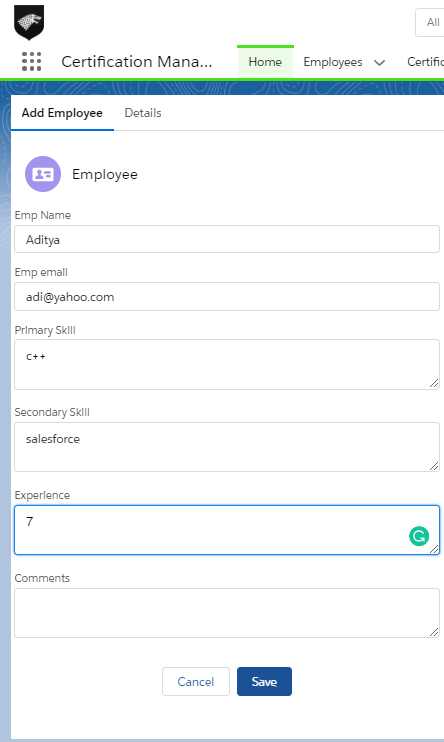 All
Certification Mana...
Home
Employees
Certific
Add Employee
Details
Employee
Emp Name
Aditya
Emp email
adi@yahoo.com
Primary Skill
c++
Secondary Skill
salesforce
Experience
7
Comments
Cancel
Save